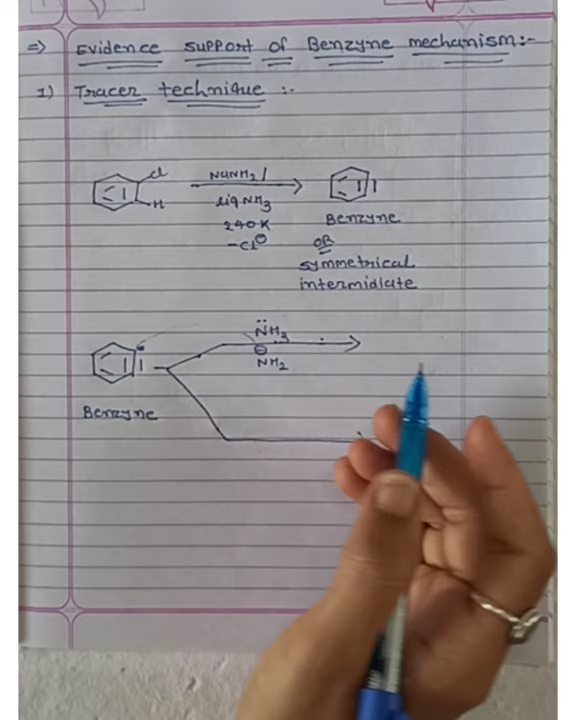 => Evidence support of Benzyne mechanism:-
1) Tracer technique :-
Cl
H
NaNH2 /
liq NH3
240K
-Cl⊖
Benzyne
OR
symmetrical
intermidiate
N̈H3
⊖
NH2
Benzyne